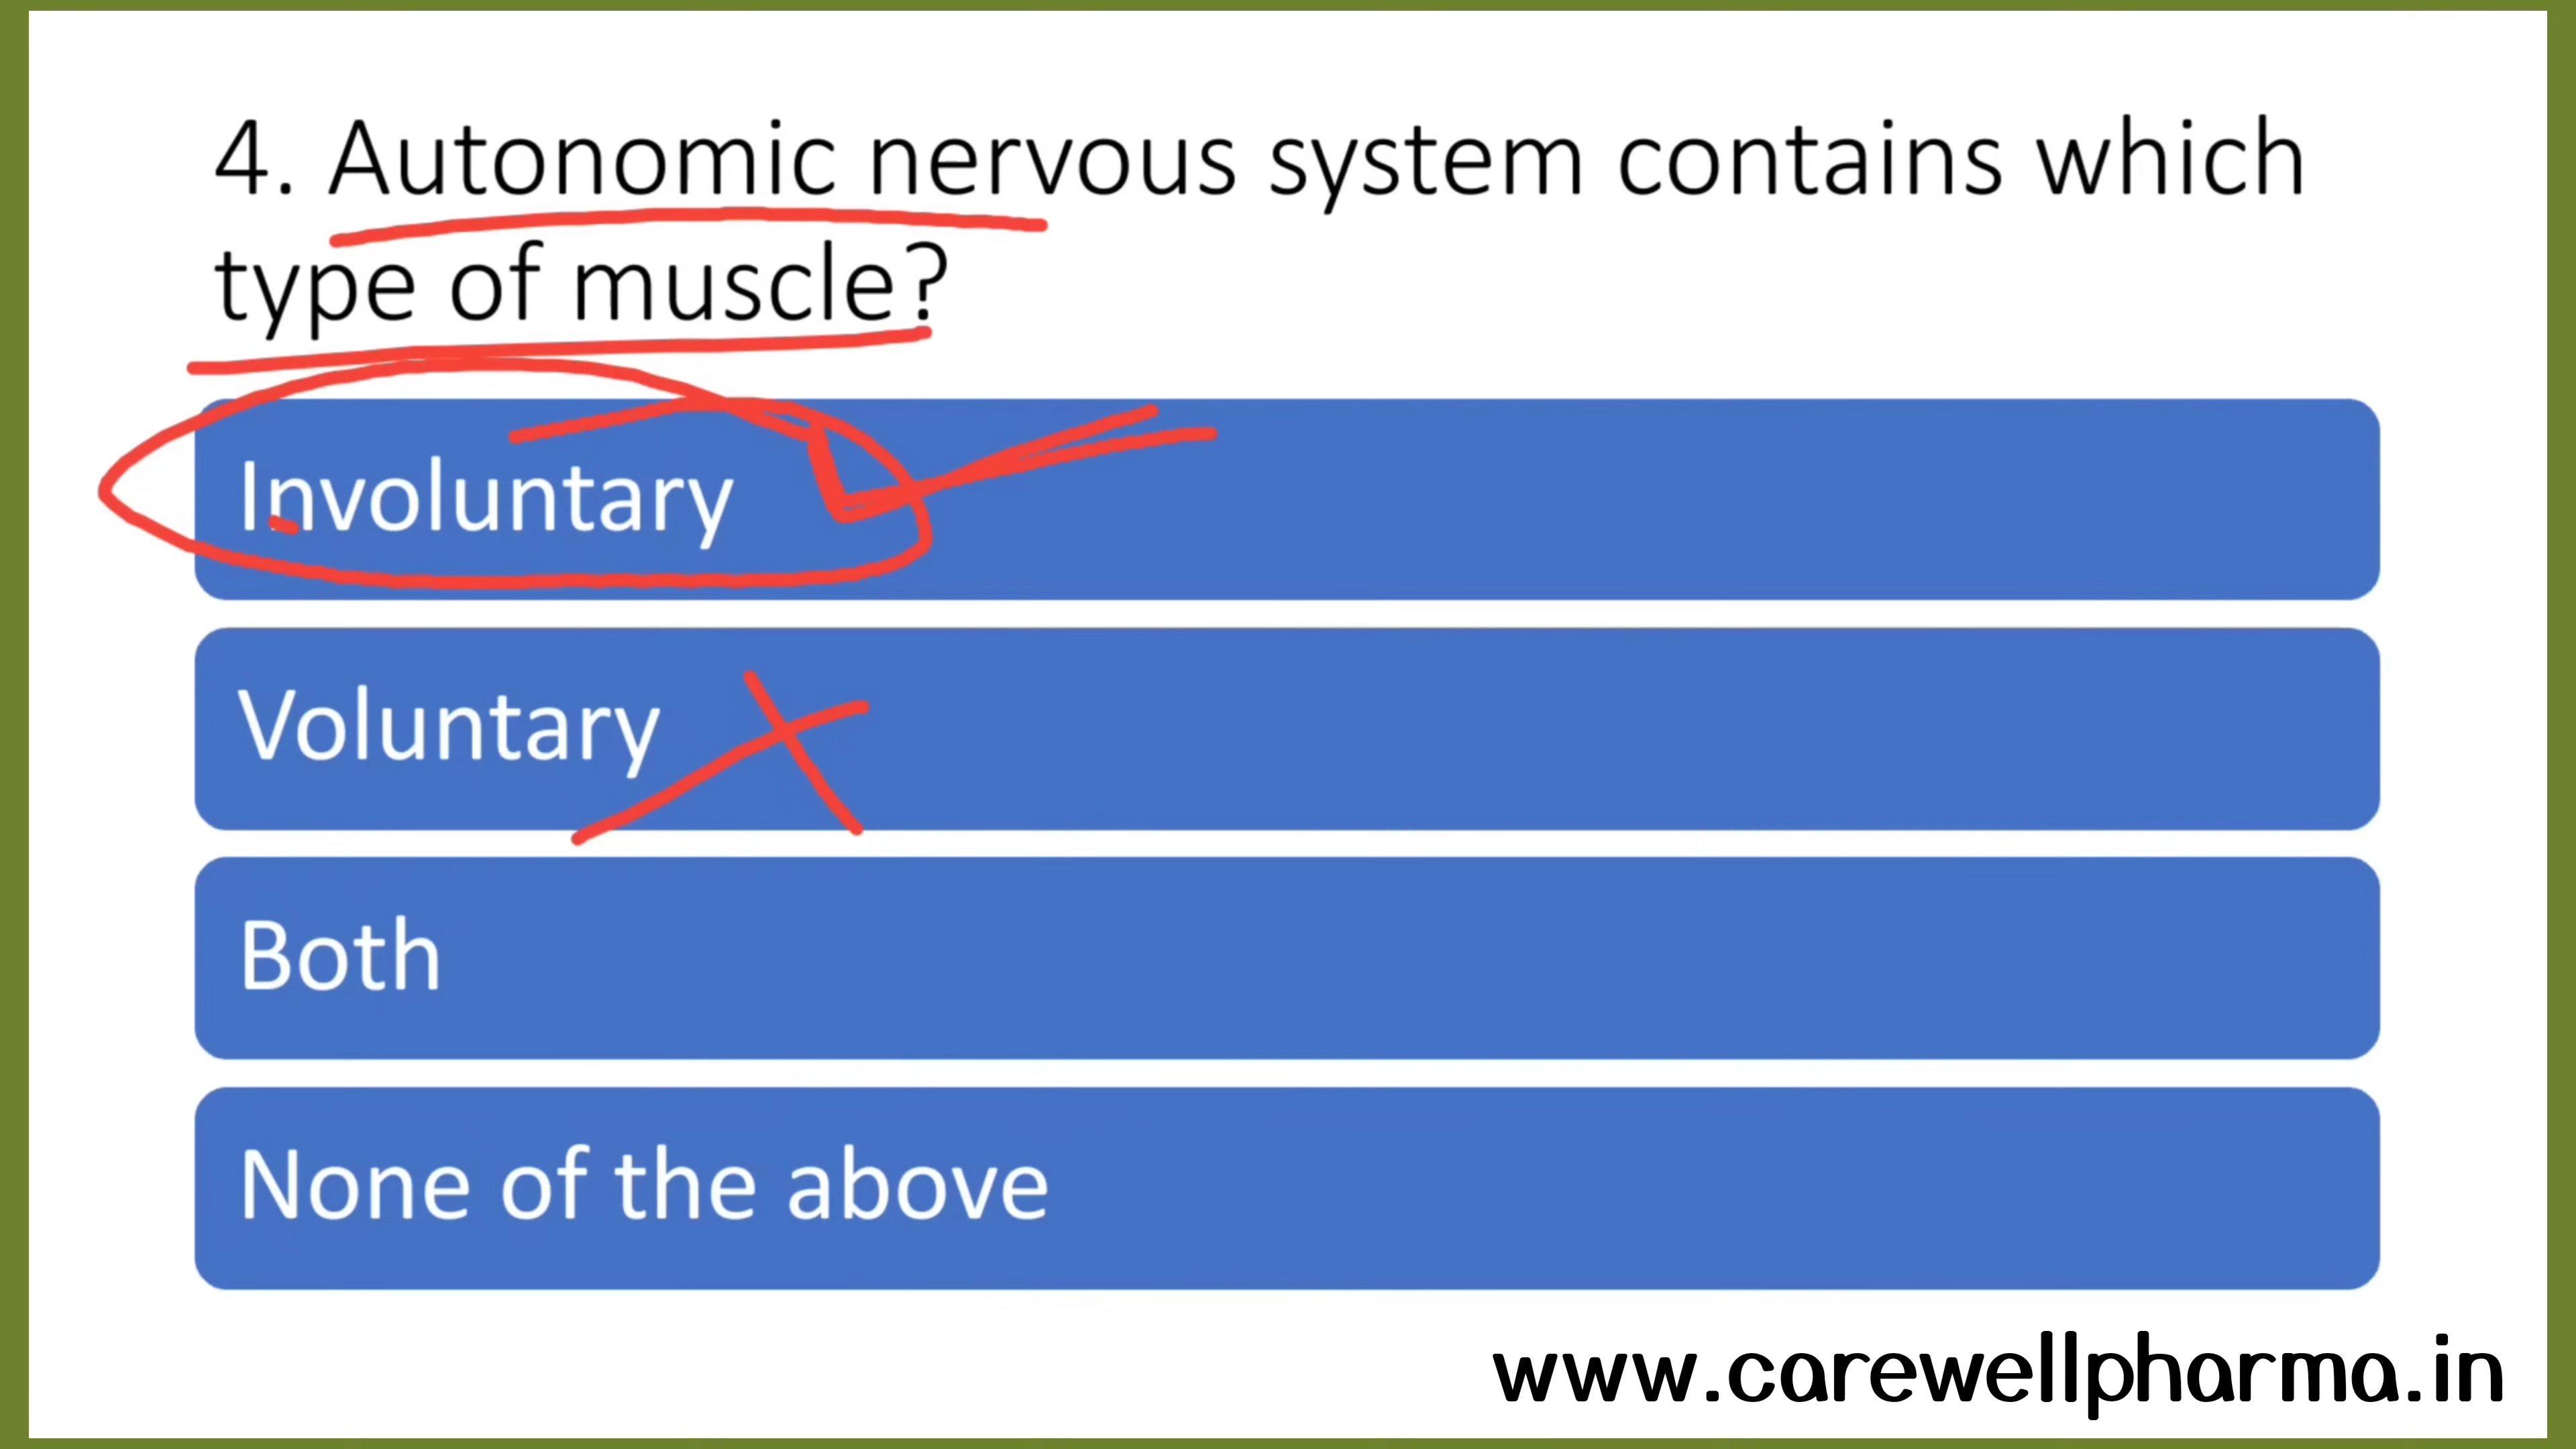 4. Autonomic nervous system contains which
type of muscle?
Involuntary
Voluntary
Both
None of the above
www.carewellpharma.in